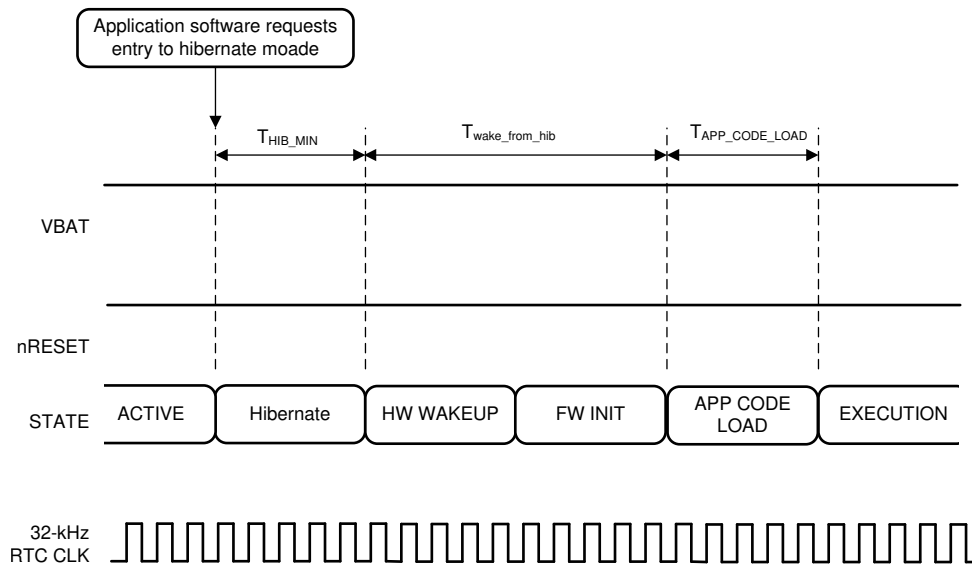 Application software requests
entry to hibernate moade
THIB_MIN
Twake_from_hib
TAPP_CODE_LOAD
VBAT
nRESET
STATE
ACTIVE
Hibernate
HW WAKEUP
FW INIT
APP CODE
LOAD
EXECUTION
32-kHz
RTC CLK